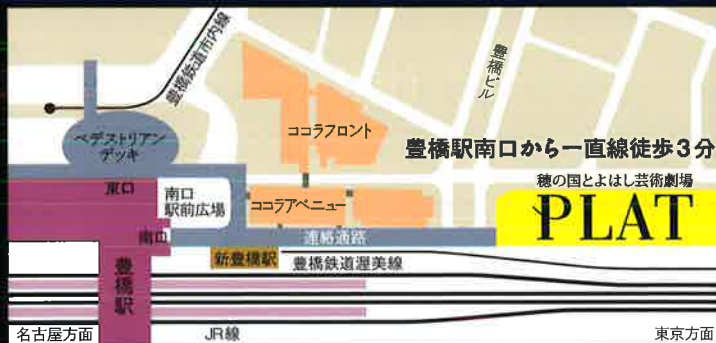 豊橋鉄道市内線
豊橋ビル
ペデストリアン
デッキ
ココラフロント
豊橋駅南口から一直線徒歩3分
穂の国とよはし芸術劇場
PLAT
東口
南口
駅前広場
ココラアベニュー
南口
連絡通路
新豊橋駅
豊橋鉄道渥美線
豊橋駅
名古屋方面
JR線
東京方面